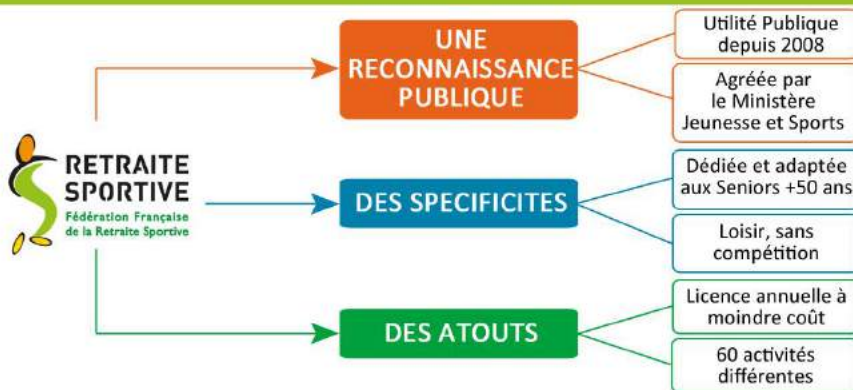 RETRAITE
SPORTIVE
Fédération Française
de la Retraite Sportive
UNE
RECONNAISSANCE
PUBLIQUE
Utilité Publique
depuis 2008
Agréée par
le Ministère
Jeunesse et Sports
DES SPECIFICITES
Dédiée et adaptée
aux Seniors +50 ans
Loisir, sans
compétition
DES ATOUTS
Licence annuelle à
moindre coût
60 activités
différentes